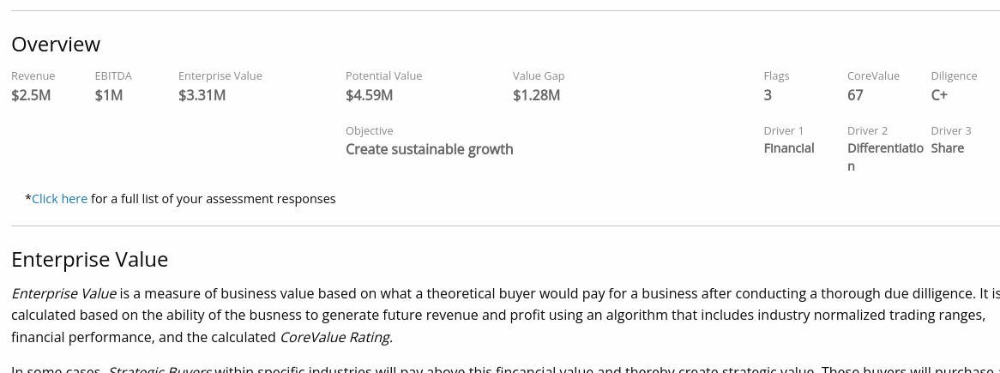 Overview
Revenue EBITDA Enterprise Value Potential Value Value Gap Flags CoreValue Diligence
$2.5M $1M $3.31M $4.59M $1.28M 3 67 C+
Objective Driver 1 Driver 2 Driver 3
Create sustainable growth Financial Differentiatio Share
n
*Click here for a full list of your assessment responses
Enterprise Value
Enterprise Value is a measure of business value based on what a theoretical buyer would pay for a business after conducting a thorough due dilligence. It is
calculated based on the ability of the busness to generate future revenue and profit using an algorithm that includes industry normalized trading ranges,
financial performance, and the calculated CoreValue Rating.
In some cases, Strategic Buyers within specific industries will pay above this fincancial value and thereby create strategic value. These buyers will purchase